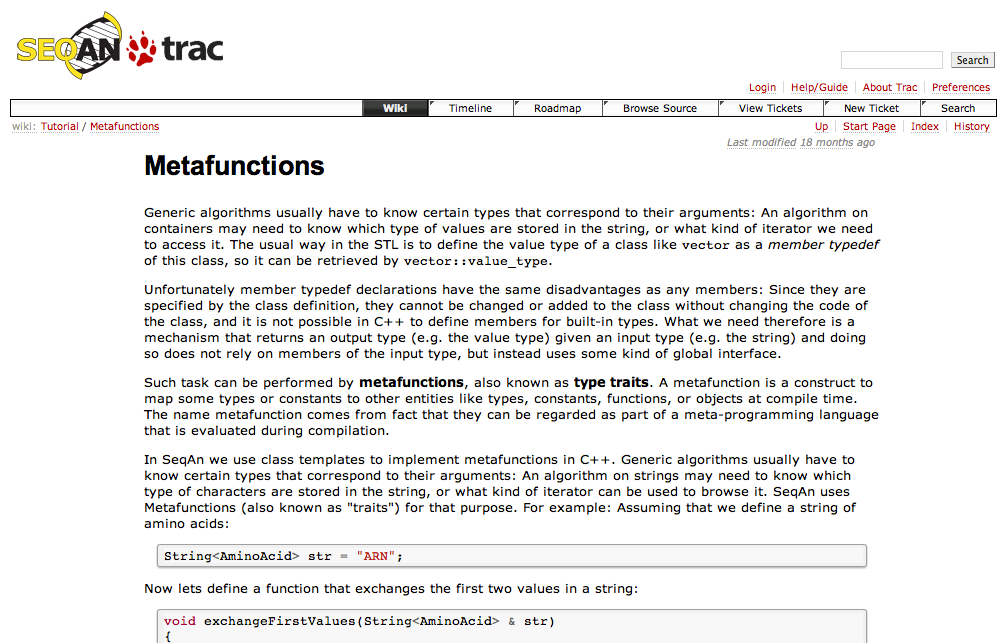 SEQAN trac
Search
Login Help/Guide About Trac Preferences
Wiki Timeline Roadmap Browse Source View Tickets New Ticket Search
wiki: Tutorial / Metafunctions Up Start Page Index History
Last modified 18 months ago
Metafunctions
Generic algorithms usually have to know certain types that correspond to their arguments: An algorithm on
containers may need to know which type of values are stored in the string, or what kind of iterator we need
to access it. The usual way in the STL is to define the value type of a class like vector as a member typedef
of this class, so it can be retrieved by vector::value_type.
Unfortunately member typedef declarations have the same disadvantages as any members: Since they are
specified by the class definition, they cannot be changed or added to the class without changing the code of
the class, and it is not possible in C++ to define members for built-in types. What we need therefore is a
mechanism that returns an output type (e.g. the value type) given an input type (e.g. the string) and doing
so does not rely on members of the input type, but instead uses some kind of global interface.
Such task can be performed by metafunctions, also known as type traits. A metafunction is a construct to
map some types or constants to other entities like types, constants, functions, or objects at compile time.
The name metafunction comes from fact that they can be regarded as part of a meta-programming language
that is evaluated during compilation.
In SeqAn we use class templates to implement metafunctions in C++. Generic algorithms usually have to
know certain types that correspond to their arguments: An algorithm on strings may need to know which
type of characters are stored in the string, or what kind of iterator can be used to browse it. SeqAn uses
Metafunctions (also known as "traits") for that purpose. For example: Assuming that we define a string of
amino acids:
String<AminoAcid> str = "ARN";
Now lets define a function that exchanges the first two values in a string:
void exchangeFirstValues(String<AminoAcid> & str)
{